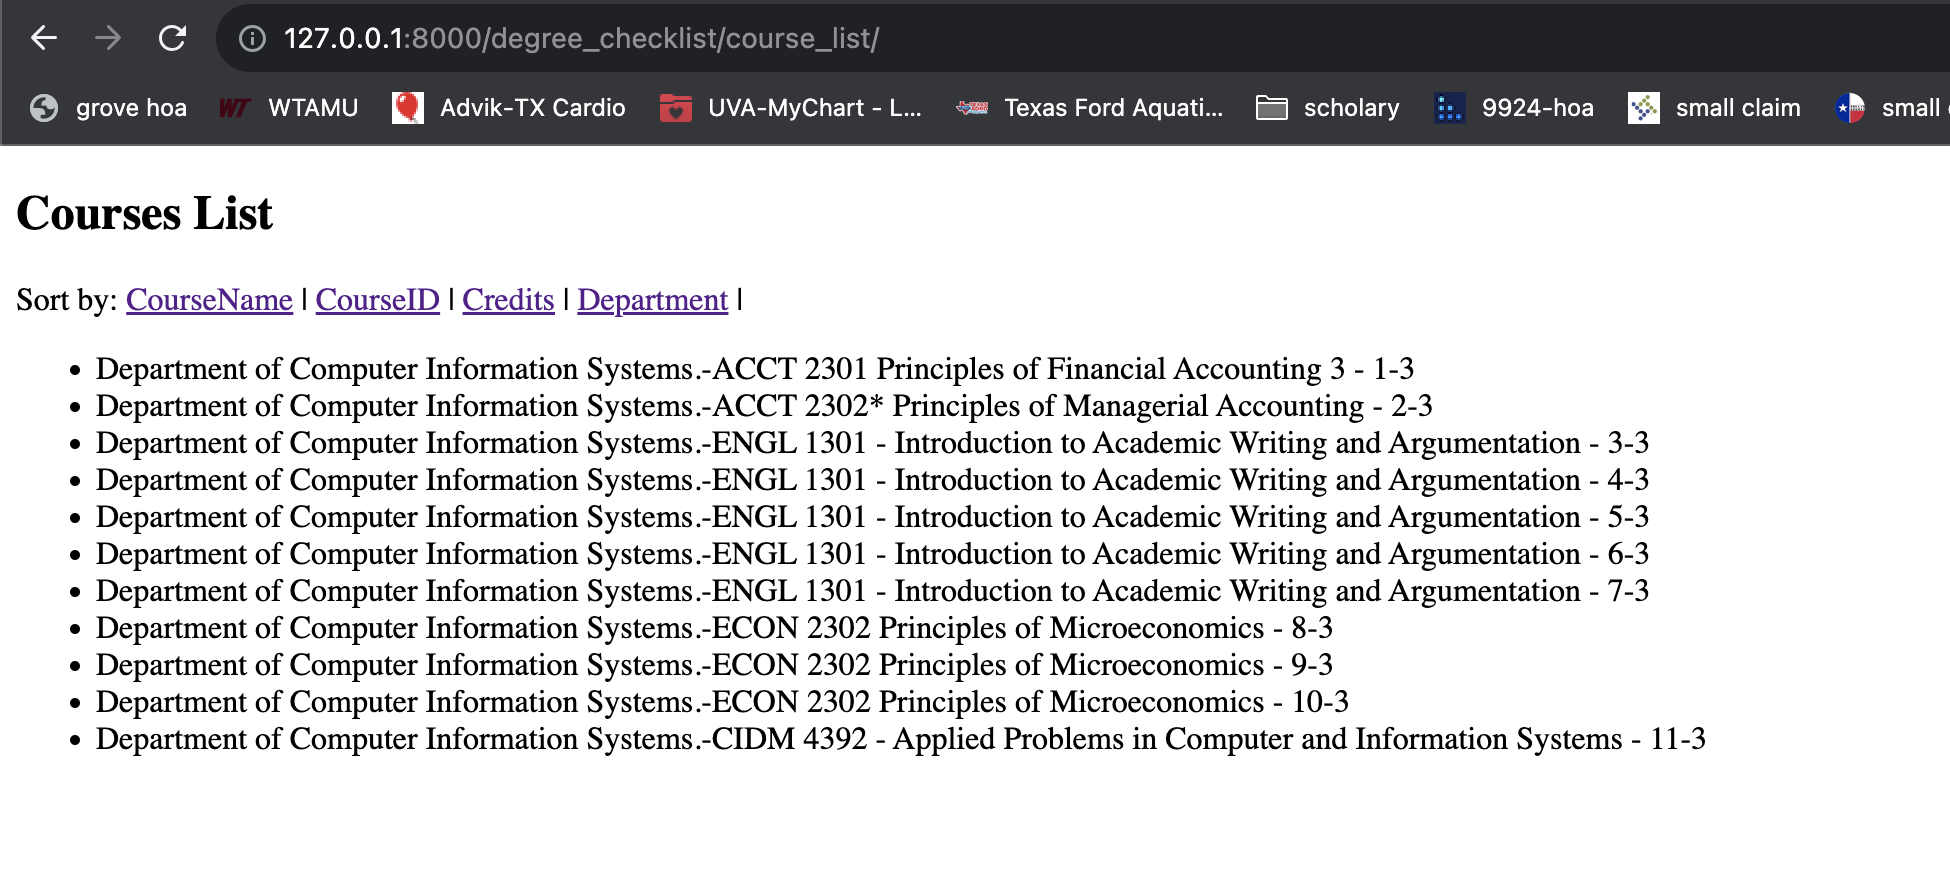 127.0.0.1:8000/degree_checklist/course_list/
grove hoa WT WTAMU Advik-TX Cardio UVA-MyChart - L... Texas Ford Aquati... scholary 9924-hoa small claim small
Courses List
Sort by: CourseName | CourseID | Credits | Department |
• Department of Computer Information Systems.-ACCT 2301 Principles of Financial Accounting 3 - 1-3
• Department of Computer Information Systems.-ACCT 2302* Principles of Managerial Accounting - 2-3
• Department of Computer Information Systems.-ENGL 1301 - Introduction to Academic Writing and Argumentation - 3-3
• Department of Computer Information Systems.-ENGL 1301 - Introduction to Academic Writing and Argumentation - 4-3
• Department of Computer Information Systems.-ENGL 1301 - Introduction to Academic Writing and Argumentation - 5-3
• Department of Computer Information Systems.-ENGL 1301 - Introduction to Academic Writing and Argumentation - 6-3
• Department of Computer Information Systems.-ENGL 1301 - Introduction to Academic Writing and Argumentation - 7-3
• Department of Computer Information Systems.-ECON 2302 Principles of Microeconomics - 8-3
• Department of Computer Information Systems.-ECON 2302 Principles of Microeconomics - 9-3
• Department of Computer Information Systems.-ECON 2302 Principles of Microeconomics - 10-3
• Department of Computer Information Systems.-CIDM 4392 - Applied Problems in Computer and Information Systems - 11-3